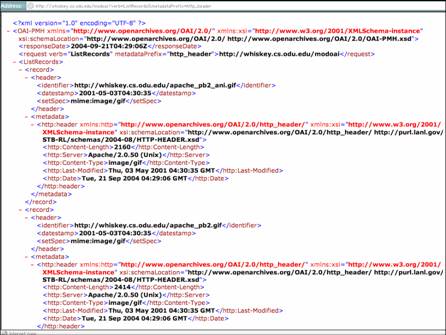 Address: http://whiskey.cs.odu.edu/modoai/?verb=ListRecords&metadataPrefix=http_header
<?xml version="1.0" encoding="UTF-8" ?>
- <OAI-PMH xmlns="http://www.openarchives.org/OAI/2.0/" xmlns:xsi="http://www.w3.org/2001/XMLSchema-instance"
xsi:schemaLocation="http://www.openarchives.org/OAI/2.0/ http://www.openarchives.org/OAI/2.0/OAI-PMH.xsd">
<responseDate>2004-09-21T04:29:06Z</responseDate>
<request verb="ListRecords" metadataPrefix="http_header">http://whiskey.cs.odu.edu/modoai</request>
- <ListRecords>
- <record>
- <header>
<identifier>http://whiskey.cs.odu.edu/apache_pb2_ani.gif</identifier>
<datestamp>2001-05-03T04:30:35</datestamp>
<setSpec>mime:image/gif</setSpec>
</header>
- <metadata>
- <http:header xmlns:http="http://www.openarchives.org/OAI/2.0/http_header/" xmlns:xsi="http://www.w3.org/2001/
XMLSchema-instance" xsi:schemaLocation="http://www.openarchives.org/OAI/2.0/http_header/ http://purl.lanl.gov/
STB-RL/schemas/2004-08/HTTP-HEADER.xsd">
<http:Content-Length>2160</http:Content-Length>
<http:Server>Apache/2.0.50 (Unix)</http:Server>
<http:Content-Type>image/gif</http:Content-Type>
<http:Last-Modified>Thu, 03 May 2001 04:30:35 GMT</http:Last-Modified>
<http:Date>Tue, 21 Sep 2004 04:29:06 GMT</http:Date>
</http:header>
</metadata>
</record>
- <record>
- <header>
<identifier>http://whiskey.cs.odu.edu/apache_pb2.gif</identifier>
<datestamp>2001-05-03T04:30:35</datestamp>
<setSpec>mime:image/gif</setSpec>
</header>
- <metadata>
- <http:header xmlns:http="http://www.openarchives.org/OAI/2.0/http_header/" xmlns:xsi="http://www.w3.org/2001/
XMLSchema-instance" xsi:schemaLocation="http://www.openarchives.org/OAI/2.0/http_header/ http://purl.lanl.gov/
STB-RL/schemas/2004-08/HTTP-HEADER.xsd">
<http:Content-Length>2414</http:Content-Length>
<http:Server>Apache/2.0.50 (Unix)</http:Server>
<http:Content-Type>image/gif</http:Content-Type>
<http:Last-Modified>Thu, 03 May 2001 04:30:35 GMT</http:Last-Modified>
<http:Date>Tue, 21 Sep 2004 04:29:06 GMT</http:Date>
</http:header>